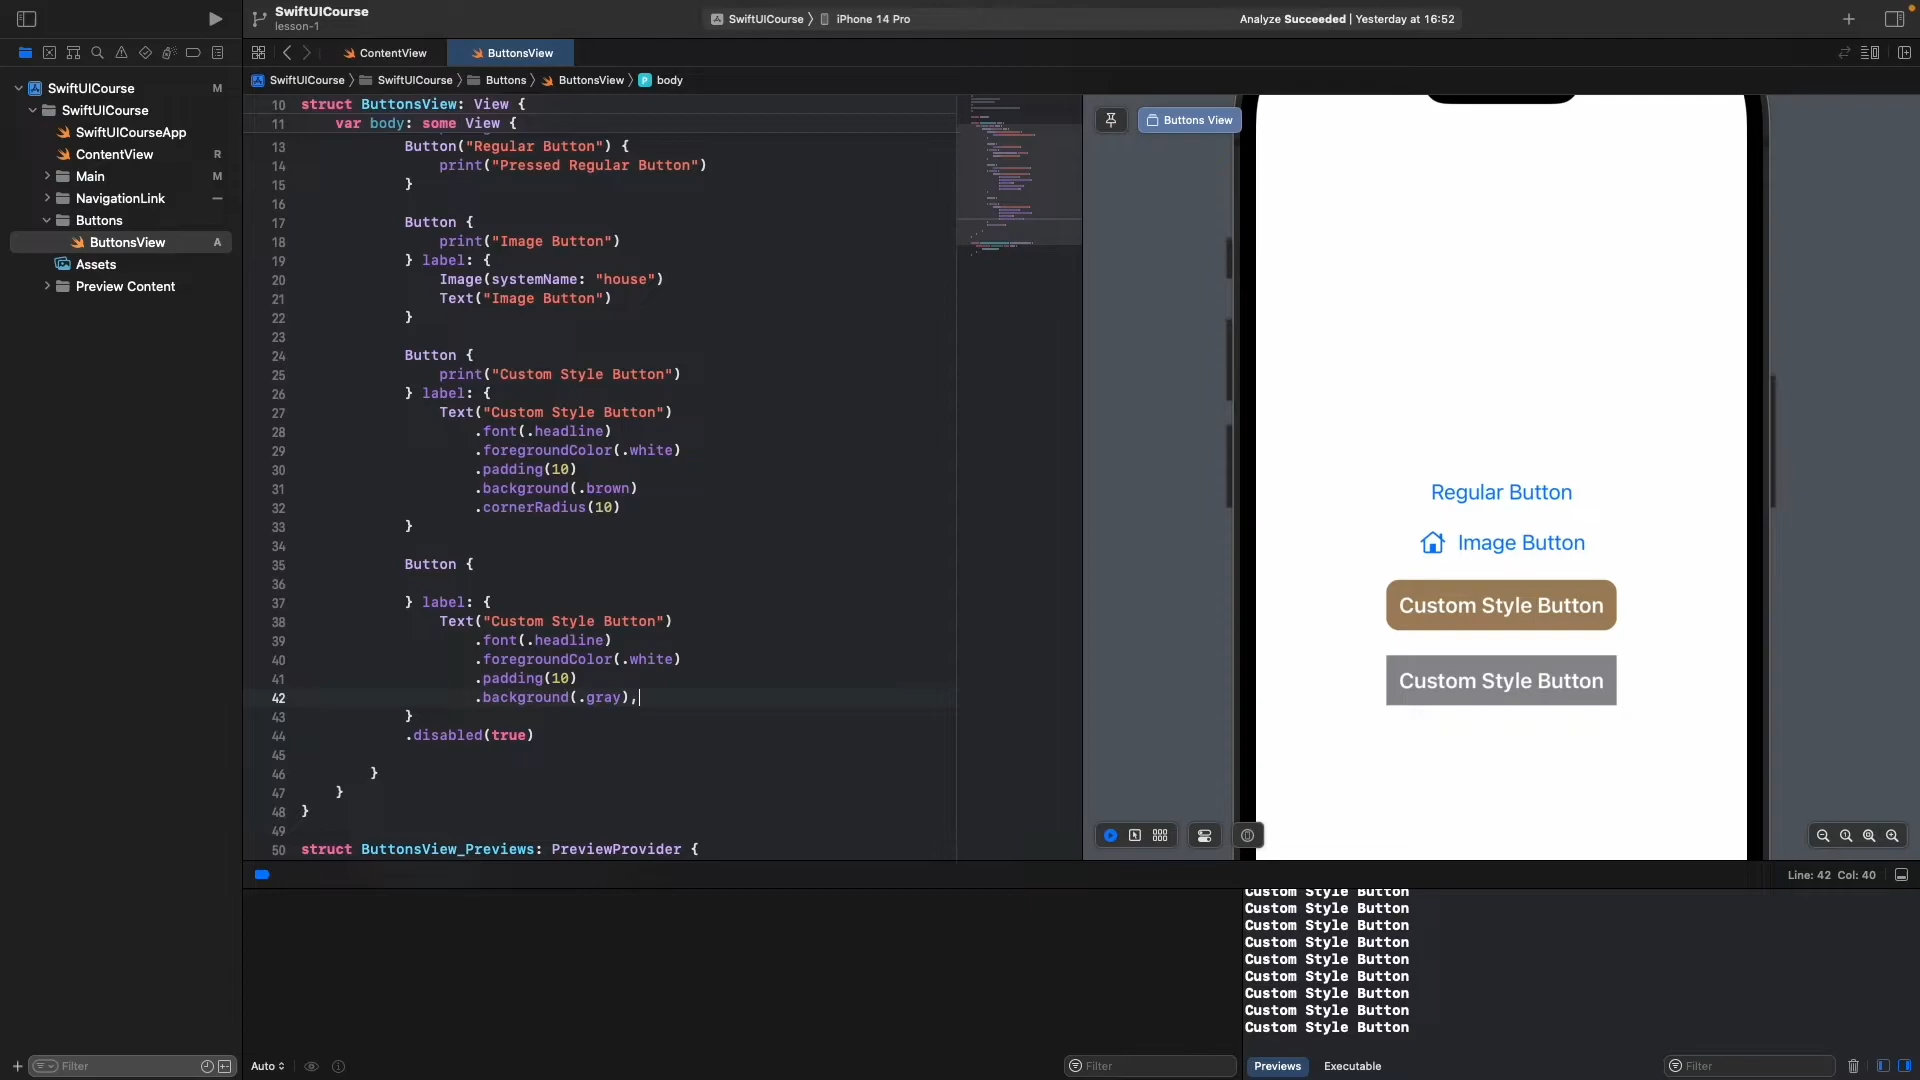 SwiftUICourse
lesson-1
SwiftUICourse
iPhone 14 Pro
Analyze Succeeded | Yesterday at 16:52
ContentView
ButtonsView
SwiftUICourse
SwiftUICourse
Buttons
ButtonsView
body
SwiftUICourse M
SwiftUICourse
SwiftUICourseApp
ContentView R
Main M
NavigationLink
Buttons
ButtonsView A
Assets
Preview Content
10 struct ButtonsView: View {
11 var body: some View {
13 Button("Regular Button") {
14 print("Pressed Regular Button")
15 }
16
17 Button {
18 print("Image Button")
19 } label: {
20 Image(systemName: "house")
21 Text("Image Button")
22 }
23
24 Button {
25 print("Custom Style Button")
26 } label: {
27 Text("Custom Style Button")
28 .font(.headline)
29 .foregroundColor(.white)
30 .padding(10)
31 .background(.brown)
32 .cornerRadius(10)
33 }
34
35 Button {
36
37 } label: {
38 Text("Custom Style Button")
39 .font(.headline)
40 .foregroundColor(.white)
41 .padding(10)
42 .background(.gray),
43 }
44 .disabled(true)
45
46 }
47 }
48 }
49
50 struct ButtonsView_Previews: PreviewProvider {
Buttons View
Regular Button
Image Button
Custom Style Button
Custom Style Button
Line: 42 Col: 40
Custom Style Button
Custom Style Button
Custom Style Button
Custom Style Button
Custom Style Button
Custom Style Button
Custom Style Button
Custom Style Button
Custom Style Button
Filter
Auto
Filter
Previews
Executable
Filter